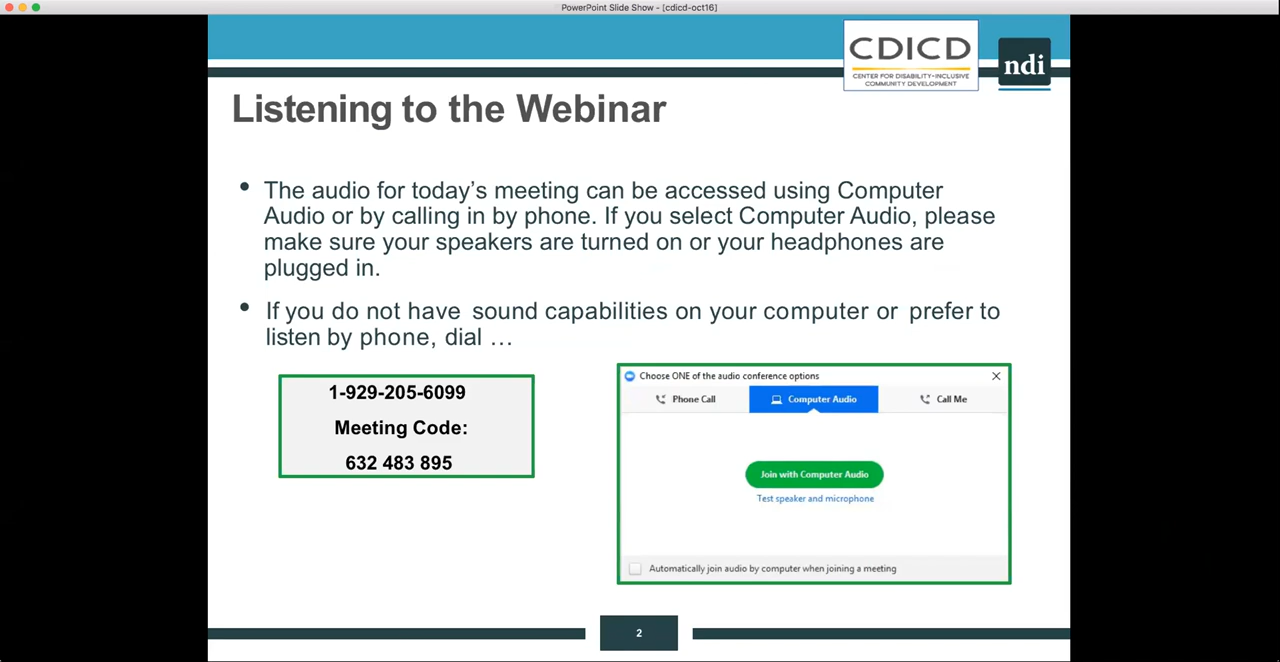 PowerPoint Slide Show - [cdicd-oct16]
CDICD
CENTER FOR DISABILITY-INCLUSIVE
COMMUNITY DEVELOPMENT
ndi
Listening to the Webinar
• The audio for today’s meeting can be accessed using Computer
Audio or by calling in by phone. If you select Computer Audio, please
make sure your speakers are turned on or your headphones are
plugged in.
• If you do not have sound capabilities on your computer or prefer to
listen by phone, dial …
1-929-205-6099
Meeting Code:
632 483 895
Choose ONE of the audio conference options
Phone Call
Computer Audio
Call Me
Join with Computer Audio
Test speaker and microphone
Automatically join audio by computer when joining a meeting
2